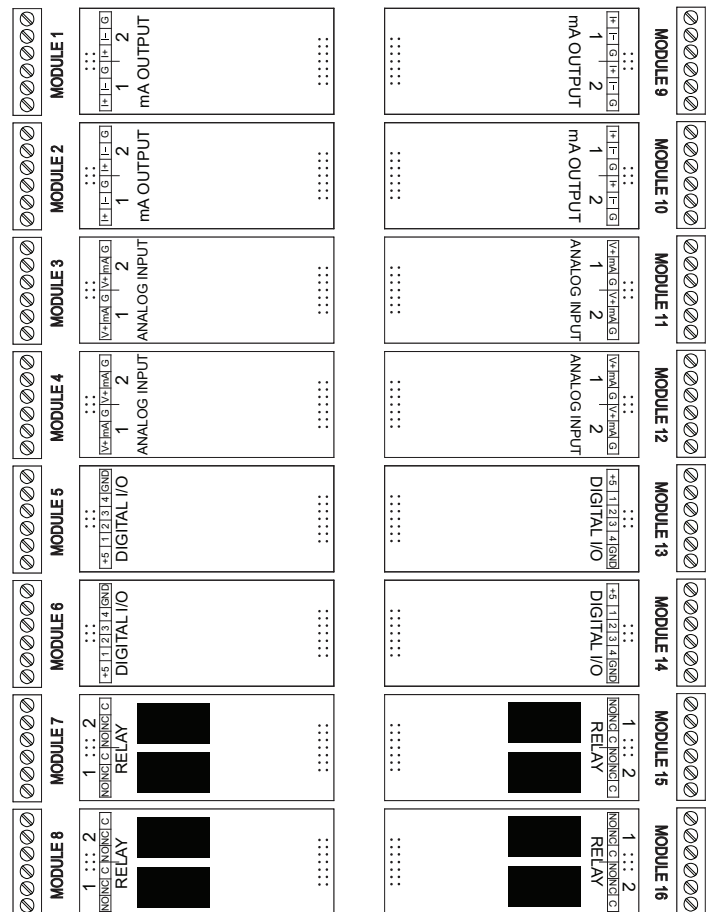 MODULE 1
I+ I– G I+ I– G
1 2
mA OUTPUT
MODULE 2
I+ I– G I+ I– G
1 2
mA OUTPUT
MODULE 3
V+ mA G V+ mA G
1 2
ANALOG INPUT
MODULE 4
V+ mA G V+ mA G
1 2
ANALOG INPUT
MODULE 5
+5 1 2 3 4 GND
DIGITAL I/O
MODULE 6
+5 1 2 3 4 GND
DIGITAL I/O
MODULE 7
1 2
NO NC C NO NC C
RELAY
MODULE 8
1 2
NO NC C NO NC C
RELAY
MODULE 9
I+ I– G I+ I– G
1 2
mA OUTPUT
MODULE 10
I+ I– G I+ I– G
1 2
mA OUTPUT
MODULE 11
V+ mA G V+ mA G
1 2
ANALOG INPUT
MODULE 12
V+ mA G V+ mA G
1 2
ANALOG INPUT
MODULE 13
+5 1 2 3 4 GND
DIGITAL I/O
MODULE 14
+5 1 2 3 4 GND
DIGITAL I/O
MODULE 15
1 2
NO NC C NO NC C
RELAY
MODULE 16
1 2
NO NC C NO NC C
RELAY